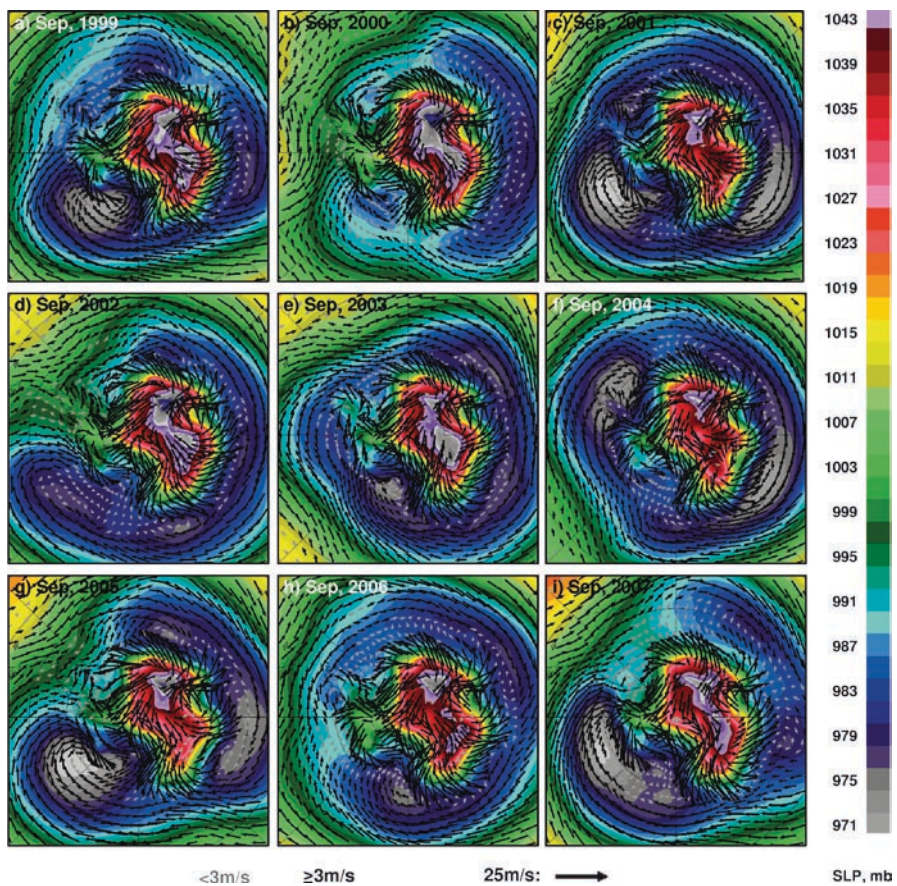 a) Sep, 1999
b) Sep, 2000
c) Sep, 2001
d) Sep, 2002
e) Sep, 2003
f) Sep, 2004
g) Sep, 2005
h) Sep, 2006
i) Sep, 2007
1043
1039
1035
1031
1027
1023
1019
1015
1011
1007
1003
999
995
991
987
983
979
975
971
<3m/s ≥3m/s 25m/s: SLP, mb